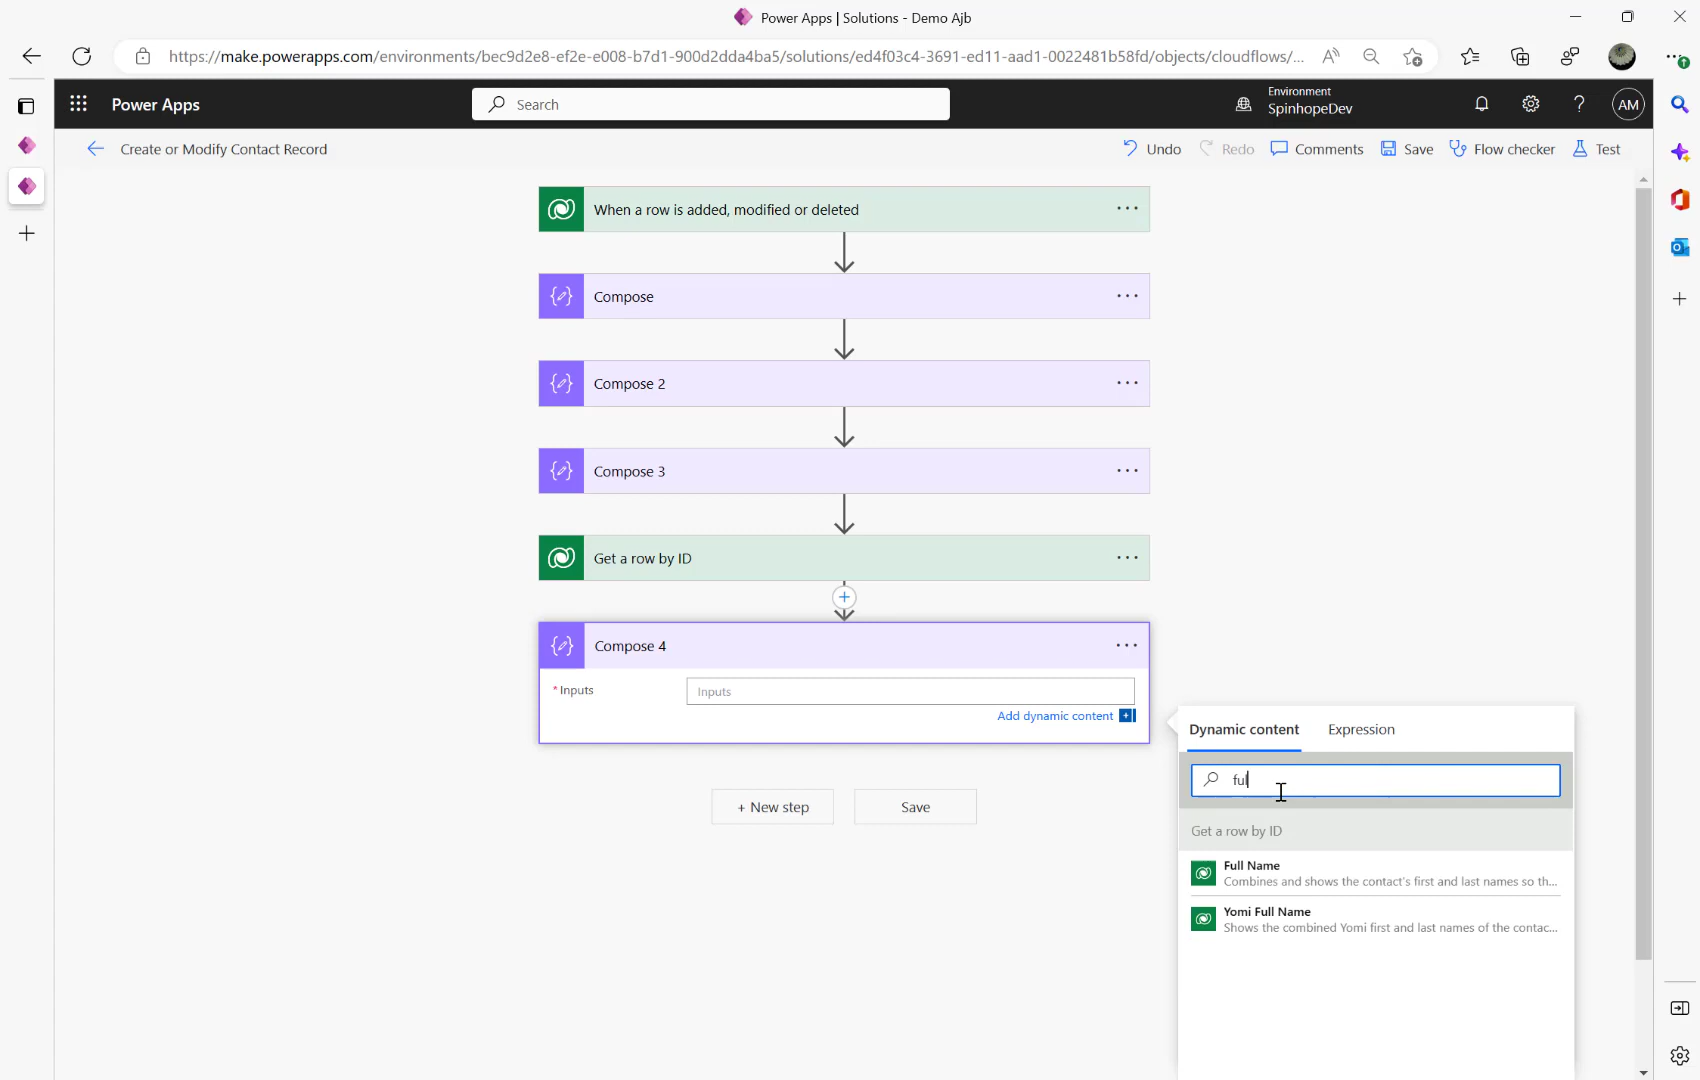 Power Apps | Solutions - Demo Ajb
https://make.powerapps.com/environments/bec9d2e8-ef2e-e008-b7d1-900d2dda4ba5/solutions/ed4f03c4-3691-ed11-aad1-0022481b58fd/objects/cloudflows/...
Power Apps
Search
Environment
SpinhopeDev
AM
Create or Modify Contact Record
Undo
Redo
Comments
Save
Flow checker
Test
When a row is added, modified or deleted
Compose
Compose 2
Compose 3
Get a row by ID
Compose 4
* Inputs
Inputs
Add dynamic content
+ New step
Save
Dynamic content
Expression
ful
Get a row by ID
Full Name
Combines and shows the contact's first and last names so th...
Yomi Full Name
Shows the combined Yomi first and last names of the contac...